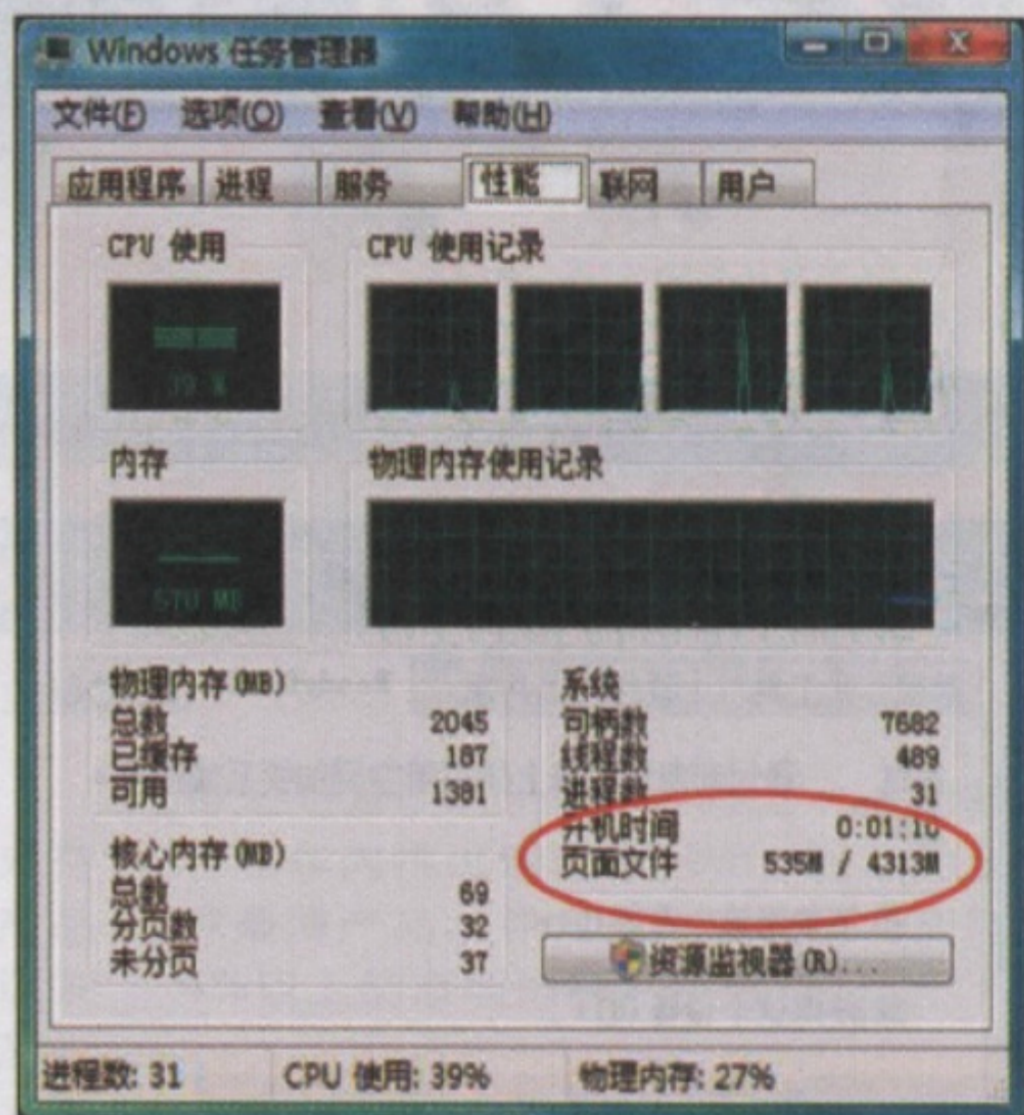 Windows 任务管理器
文件(F) 选项(O) 查看(V) 帮助(H)
应用程序 进程 服务 性能 联网 用户
CPU 使用 CPU 使用记录
39 %
内存 物理内存使用记录
570 MB
物理内存(MB)
总数 2045
已缓存 187
可用 1381
核心内存(MB)
总数 69
分页数 32
未分页 37
系统
句柄数 7682
线程数 489
进程数 31
开机时间 0:01:10
页面文件 535M / 4313M
资源监视器(R)...
进程数: 31 CPU 使用: 39% 物理内存: 27%